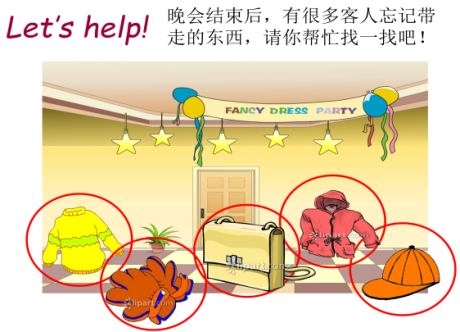 Let's help!
晚会结束后，有很多客人忘记带
走的东西，请你帮忙找一找吧！
FANCY DRESS PARTY